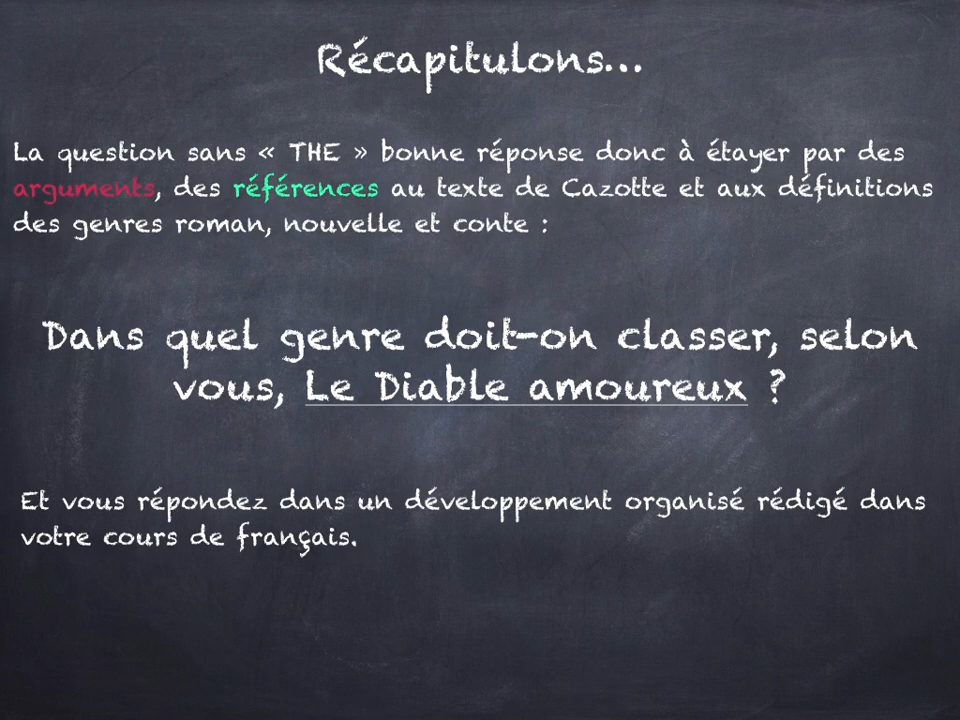 Récapitulons...
La question sans « THE » bonne réponse donc à étayer par des
arguments, des références au texte de Cazotte et aux définitions
des genres roman, nouvelle et conte :
Dans quel genre doit-on classer, selon
vous, Le Diable amoureux ?
Et vous répondez dans un développement organisé rédigé dans
votre cours de français.